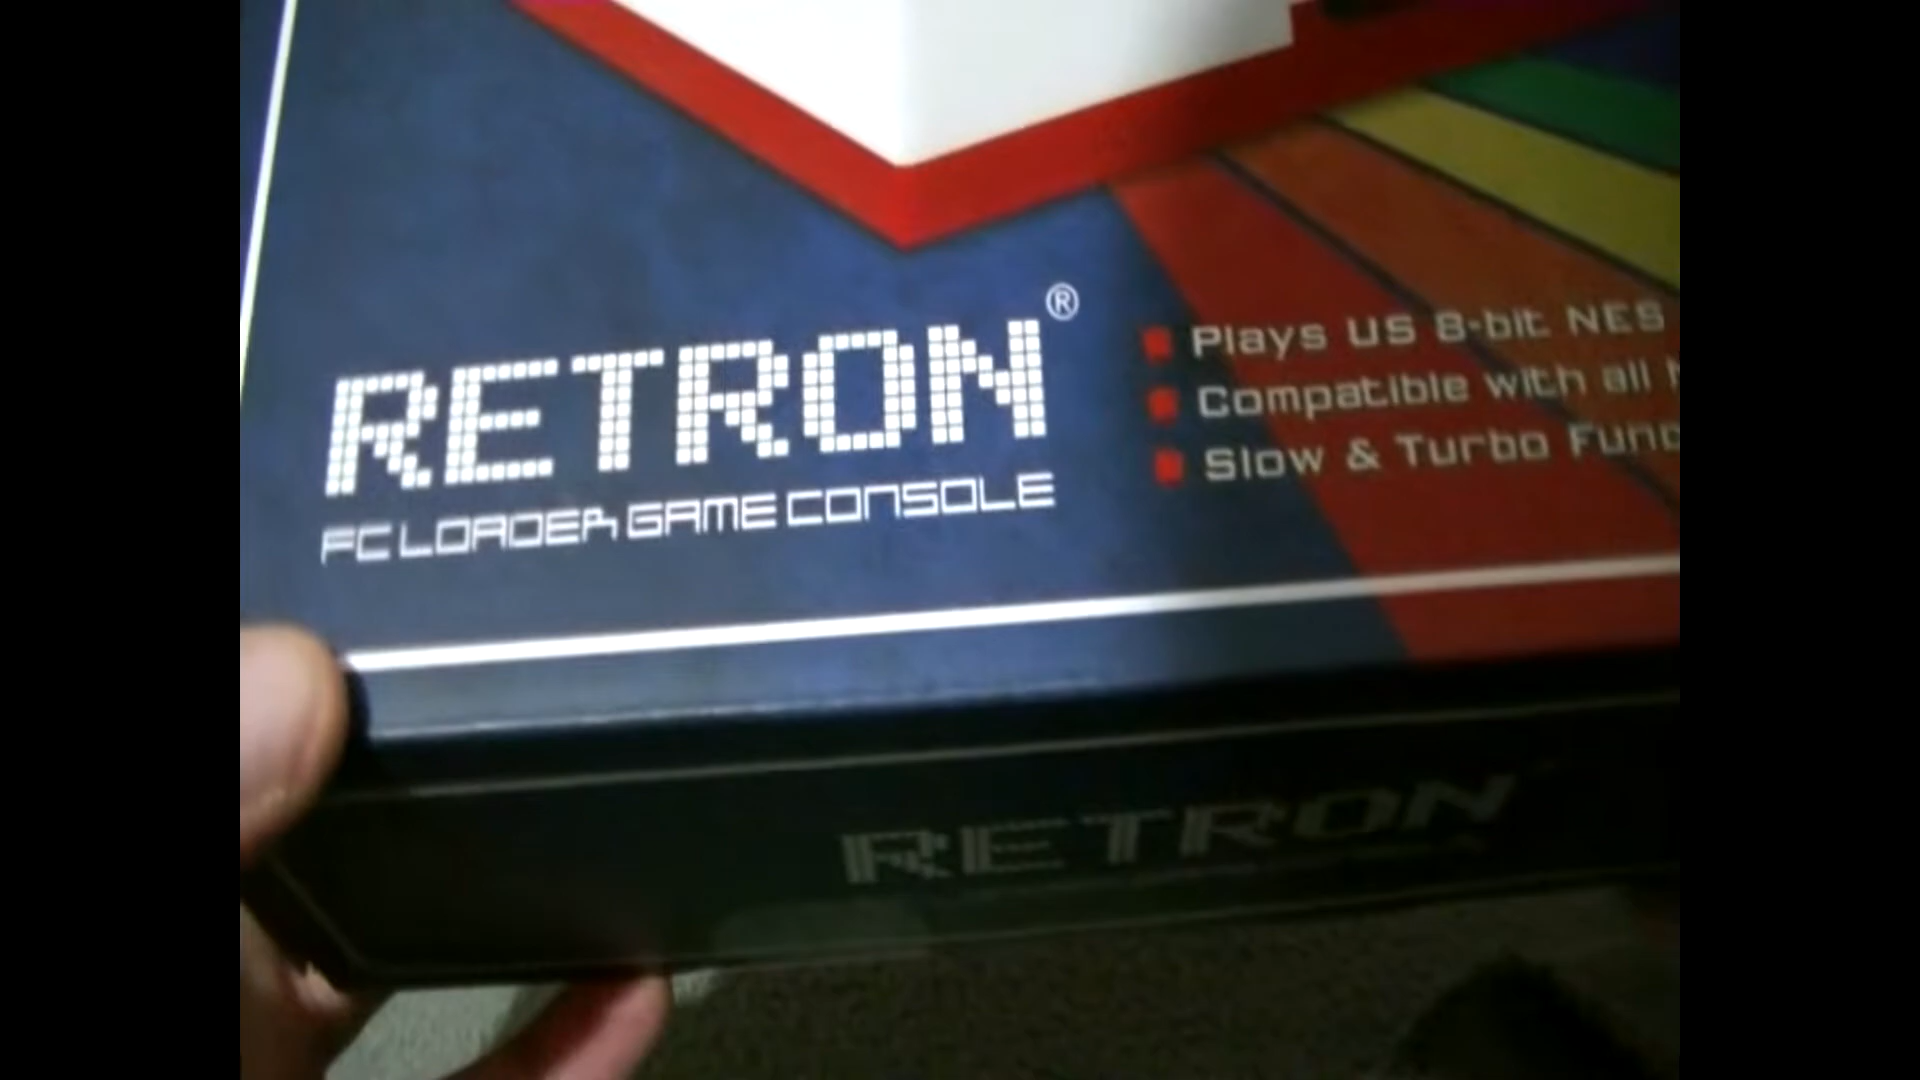 RETRON®
FC LOADER GAME CONSOLE
Plays US 8-bit NES
Compatible with all
Slow & Turbo
RETRON